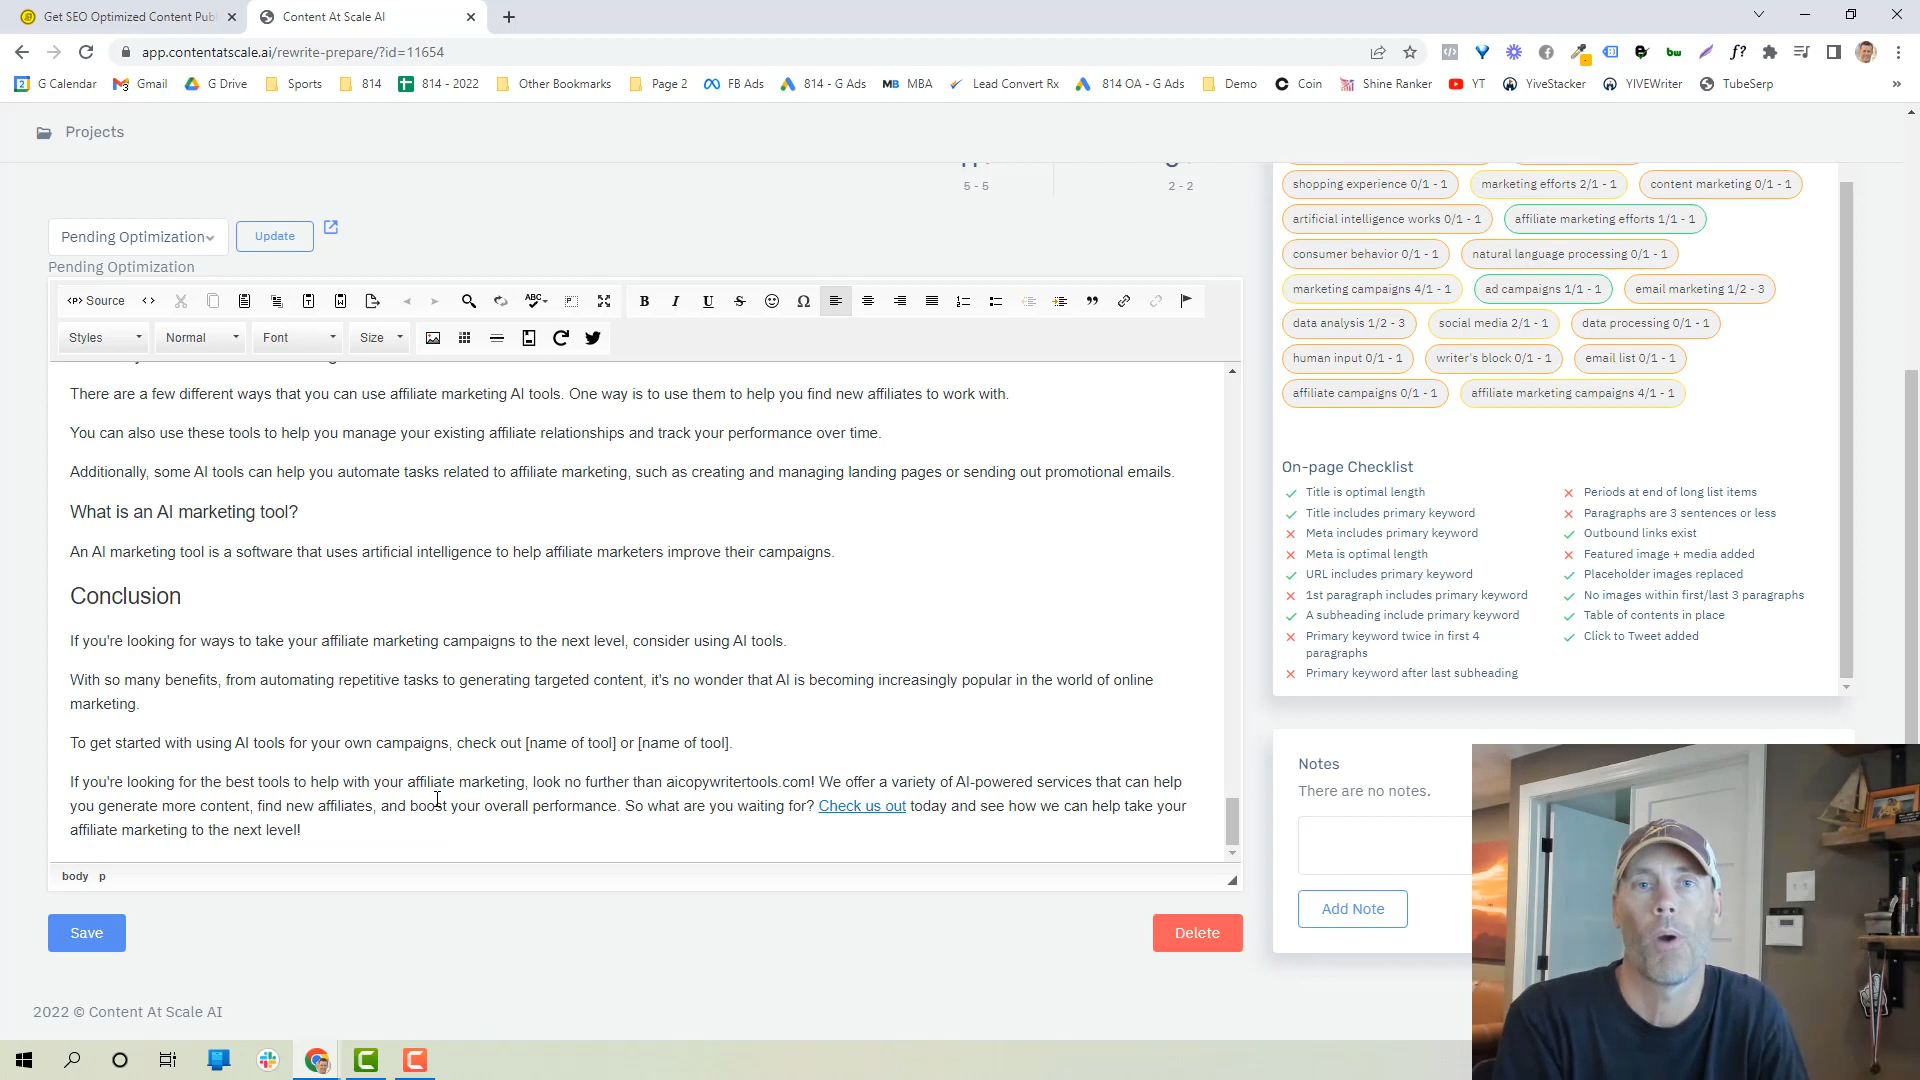 Get SEO Optimized Content Publ
Content At Scale AI
app.contentatscale.ai/rewrite-prepare/?id=11654
G Calendar
Gmail
G Drive
Sports
814
814 - 2022
Other Bookmarks
Page 2
FB Ads
814 - G Ads
MB MBA
Lead Convert Rx
814 OA - G Ads
Demo
Coin
Shine Ranker
YT
YiveStacker
YIVEWriter
TubeSerp
Projects
5 - 5
2 - 2
Pending Optimization
Update
Pending Optimization
Source
Styles
Normal
Font
Size
There are a few different ways that you can use affiliate marketing AI tools. One way is to use them to help you find new affiliates to work with.
You can also use these tools to help you manage your existing affiliate relationships and track your performance over time.
Additionally, some AI tools can help you automate tasks related to affiliate marketing, such as creating and managing landing pages or sending out promotional emails.
What is an AI marketing tool?
An AI marketing tool is a software that uses artificial intelligence to help affiliate marketers improve their campaigns.
Conclusion
If you're looking for ways to take your affiliate marketing campaigns to the next level, consider using AI tools.
With so many benefits, from automating repetitive tasks to generating targeted content, it's no wonder that AI is becoming increasingly popular in the world of online
marketing.
To get started with using AI tools for your own campaigns, check out [name of tool] or [name of tool].
If you're looking for the best tools to help with your affiliate marketing, look no further than aicopywritertools.com! We offer a variety of AI-powered services that can help
you generate more content, find new affiliates, and boost your overall performance. So what are you waiting for? Check us out today and see how we can help take your
affiliate marketing to the next level!
body p
Save
Delete
2022 © Content At Scale AI
shopping experience 0/1 - 1
marketing efforts 2/1 - 1
content marketing 0/1 - 1
artificial intelligence works 0/1 - 1
affiliate marketing efforts 1/1 - 1
consumer behavior 0/1 - 1
natural language processing 0/1 - 1
marketing campaigns 4/1 - 1
ad campaigns 1/1 - 1
email marketing 1/2 - 3
data analysis 1/2 - 3
social media 2/1 - 1
data processing 0/1 - 1
human input 0/1 - 1
writer's block 0/1 - 1
email list 0/1 - 1
affiliate campaigns 0/1 - 1
affiliate marketing campaigns 4/1 - 1
On-page Checklist
Title is optimal length
Title includes primary keyword
Meta includes primary keyword
Meta is optimal length
URL includes primary keyword
1st paragraph includes primary keyword
A subheading include primary keyword
Primary keyword twice in first 4
paragraphs
Primary keyword after last subheading
Periods at end of long list items
Paragraphs are 3 sentences or less
Outbound links exist
Featured image + media added
Placeholder images replaced
No images within first/last 3 paragraphs
Table of contents in place
Click to Tweet added
Notes
There are no notes.
Add Note